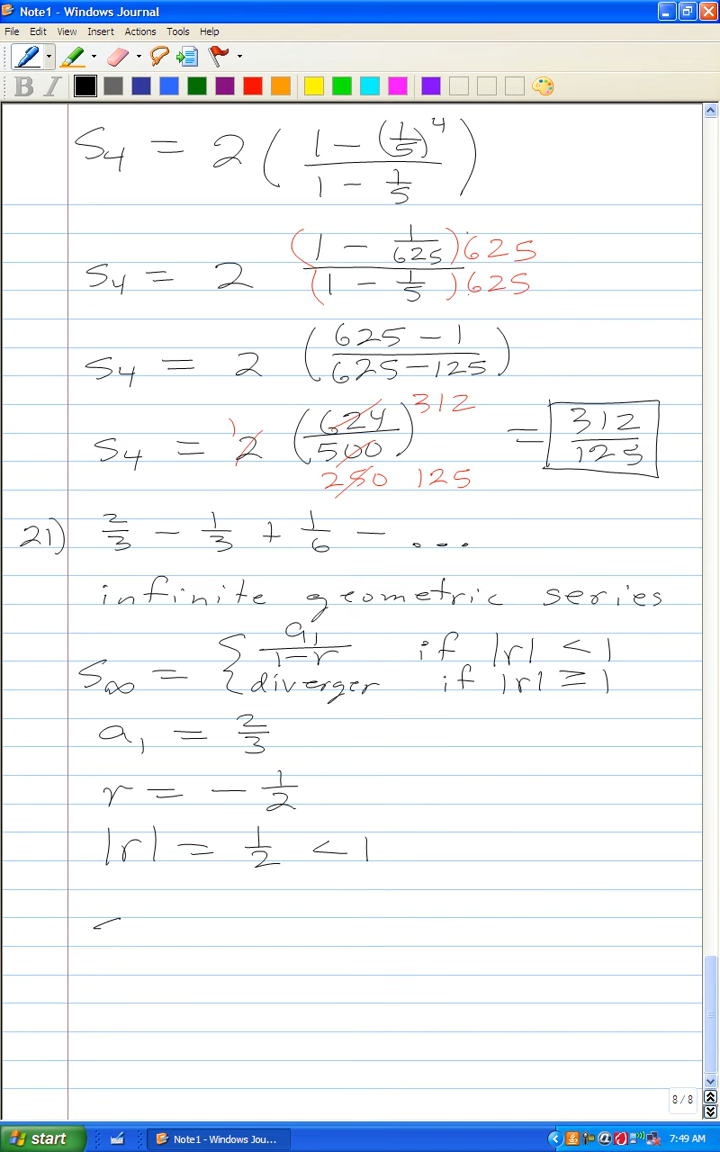 Note1 - Windows Journal
File Edit View Insert Actions Tools Help
B I
S4 = 2 ( (1 - (1/5)^4) / (1 - 1/5) )
S4 = 2 (1 - 1/625)625 / (1 - 1/5)625
S4 = 2 ( (625 - 1) / (625 - 125) )
312
S4 = 1 2 ( 624 / 500 ) = 312/125
250 125
21) 2/3 - 1/3 + 1/6 - ...
infinite geometric series
S∞ = { a1 / (1 - r) if |r| < 1
{ diverger if |r| ≥ 1
a1 = 2/3
r = - 1/2
|r| = 1/2 < 1
8 / 8
start Note1 - Windows Jou... 7:49 AM